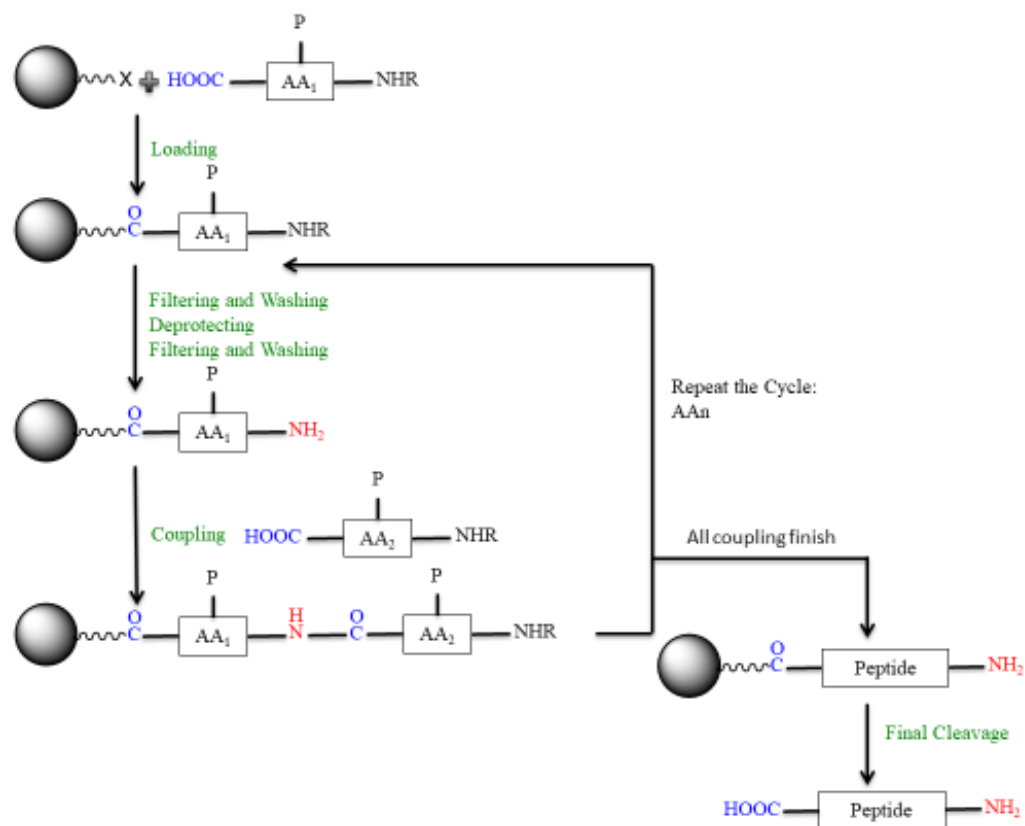 P
X HOOC AA₁ NHR
Loading
P
O
C AA₁ NHR
Filtering and Washing
Deprotecting
Filtering and Washing
P
O
C AA₁ NH₂
Repeat the Cycle:
AAn
P
Coupling HOOC AA₂ NHR
All coupling finish
P H O P
O N C
C AA₁ AA₂ NHR
O
C Peptide NH₂
Final Cleavage
HOOC Peptide NH₂